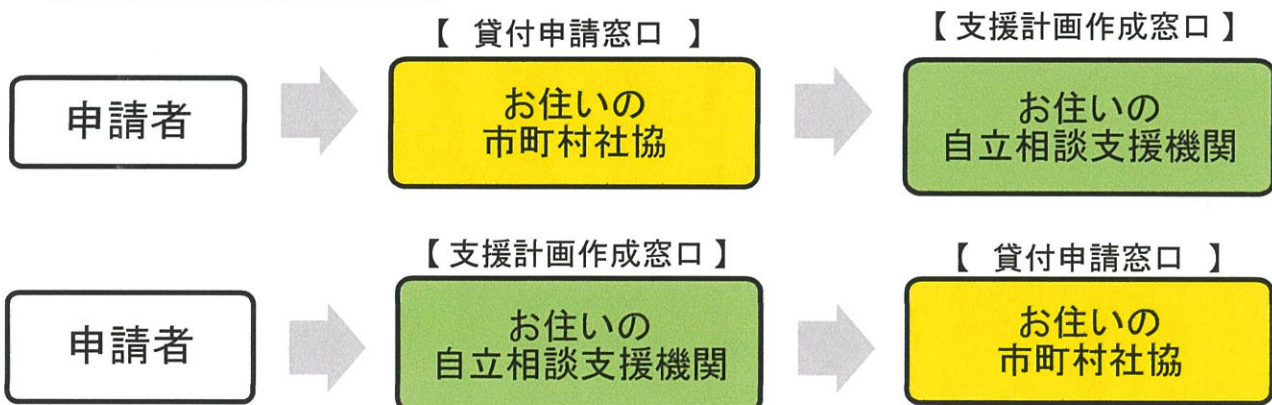 【 貸付申請窓口 】
【 支援計画作成窓口 】
申請者
お住いの
市町村社協
お住いの
自立相談支援機関
【 支援計画作成窓口 】
【 貸付申請窓口 】
申請者
お住いの
自立相談支援機関
お住いの
市町村社協